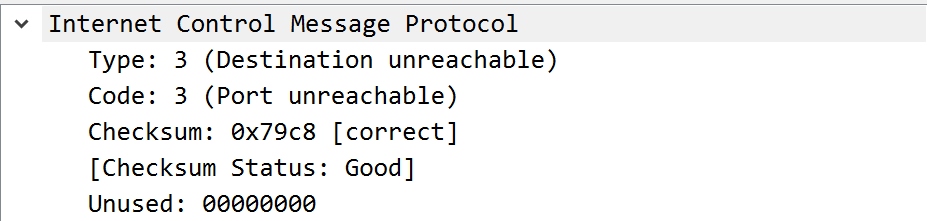 Internet Control Message Protocol
Type: 3 (Destination unreachable)
Code: 3 (Port unreachable)
Checksum: 0x79c8 [correct]
[Checksum Status: Good]
Unused: 00000000